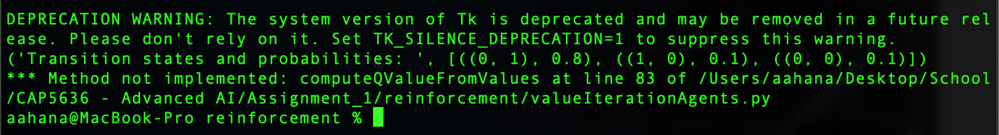 DEPRECATION WARNING: The system version of Tk is deprecated and may be removed in a future rel
ease. Please don't rely on it. Set TK_SILENCE_DEPRECATION=1 to suppress this warning.
('Transition states and probabilities: ', [((0, 1), 0.8), ((1, 0), 0.1), ((0, 0), 0.1)])
*** Method not implemented: computeQValueFromValues at line 83 of /Users/aahana/Desktop/School
/CAP5636 - Advanced AI/Assignment_1/reinforcement/valueIterationAgents.py
aahana@MacBook-Pro reinforcement %